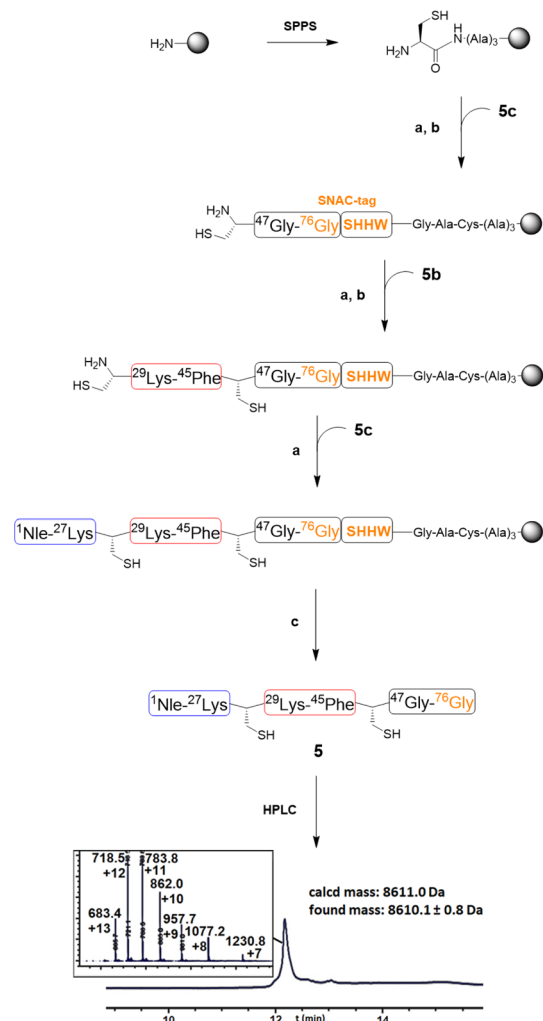 SPPS
H₂N
SH
H₂N
N
H
(Ala)₃
O
5c
a, b
SNAC-tag
H₂N
HS
⁴⁷Gly-⁷⁶Gly SHHW Gly-Ala-Cys-(Ala)₃
5b
a, b
H₂N
HS
²⁹Lys-⁴⁵Phe ⁴⁷Gly-⁷⁶Gly SHHW Gly-Ala-Cys-(Ala)₃
SH
5c
a
¹Nle-²⁷Lys ²⁹Lys-⁴⁵Phe ⁴⁷Gly-⁷⁶Gly SHHW Gly-Ala-Cys-(Ala)₃
SH SH
c
¹Nle-²⁷Lys ²⁹Lys-⁴⁵Phe ⁴⁷Gly-⁷⁶Gly
SH SH
5
HPLC
718.5 783.8
+12 +11
862.0
+10
683.4 957.7
+13 +9 1077.2
+8 1230.8
+7
calcd mass: 8611.0 Da
found mass: 8610.1 ± 0.8 Da
10 12 14
t (min)